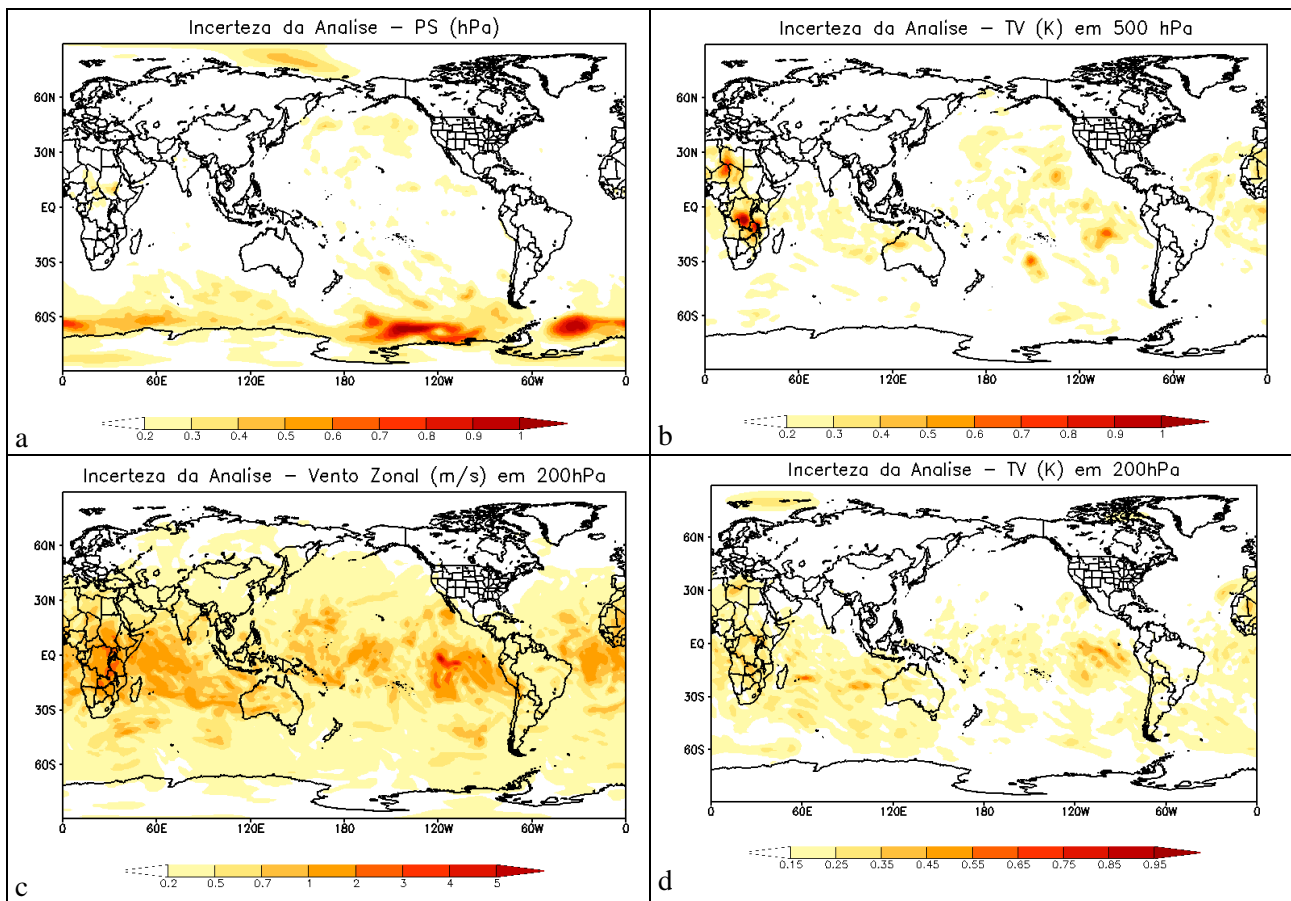 Incerteza da Analise – PS (hPa)
60N
30N
EQ
30S
60S
0 60E 120E 180 120W 60W 0
0.2 0.3 0.4 0.5 0.6 0.7 0.8 0.9 1
a
Incerteza da Analise – TV (K) em 500 hPa
60N
30N
EQ
30S
60S
0 60E 120E 180 120W 60W 0
0.2 0.3 0.4 0.5 0.6 0.7 0.8 0.9 1
b
Incerteza da Analise – Vento Zonal (m/s) em 200hPa
60N
30N
EQ
30S
60S
0 60E 120E 180 120W 60W 0
0.2 0.5 0.7 1 2 3 4 5
c
Incerteza da Analise – TV (K) em 200hPa
60N
30N
EQ
30S
60S
0 60E 120E 180 120W 60W 0
0.15 0.25 0.35 0.45 0.55 0.65 0.75 0.85 0.95
d